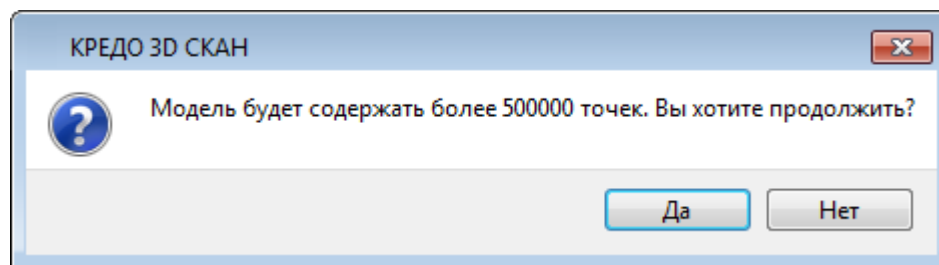 КРЕДО 3D СКАН
Модель будет содержать более 500000 точек. Вы хотите продолжить?
Да
Нет